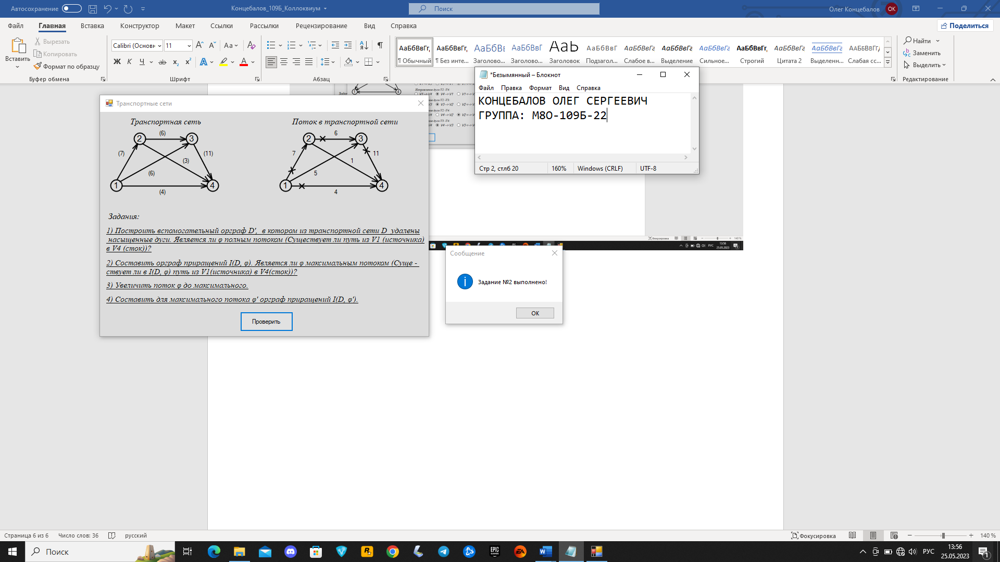 Автосохранение
Концебалов_109Б_Коллоквиум
Поиск
Олег Концебалов
ОК
Файл
Главная
Вставка
Конструктор
Макет
Ссылки
Рассылки
Рецензирование
Вид
Справка
Поделиться
Вставить
Вырезать
Копировать
Формат по образцу
Буфер обмена
Calibri (Основн
11
Шрифт
Абзац
АаБбВвГг,
¶ Обычный
АаБбВвГг,
¶ Без инте...
АаБбВв
Заголово...
АаБбВвГ
Заголово...
АаЬ
Заголовок
АаБбВвГ
Подзагол...
АаБбВвГг
Слабое в...
АаБбВвГг
Выделение
АаБбВвГг
Сильное...
АаБбВвГг,
Строгий
АаБбВвГг
Цитата 2
АаБбВвГг
Выделенн...
АаБбВвГг
Слабая сс...
Найти
Заменить
Выделить
Редактирование
*Безымянный – Блокнот
Файл Правка Формат Вид Справка
КОНЦЕБАЛОВ ОЛЕГ СЕРГЕЕВИЧ
ГРУППА: М8О-109Б-22
Стр 2, стлб 20
160%
Windows (CRLF)
UTF-8
Транспортные сети
Транспортная сеть
Поток в транспортной сети
2 (6) 3
(7) (3) (11)
(6)
1 (4) 4
2 6 3
7 1 11
5
1 4 4
Задания:
1) Построить вспомогательный орграф D', в котором из транспортной сети D удалены
насыщенные дуги. Является ли φ полным потоком (Существует ли путь из V1 (источника)
в V4 (сток))?
2) Составить орграф приращений I(D, φ). Является ли φ максимальным потоком (Суще -
ствует ли в I(D, φ) путь из V1(источника) в V4(сток))?
3) Увеличить поток φ до максимального.
4) Составить для максимального потока φ' орграф приращений I(D, φ').
Проверить
Сообщение
Задание №2 выполнено!
ОК
Страница 6 из 6
Число слов: 36
русский
Фокусировка
140 %
Поиск
РУС
13:56
25.05.2023
1